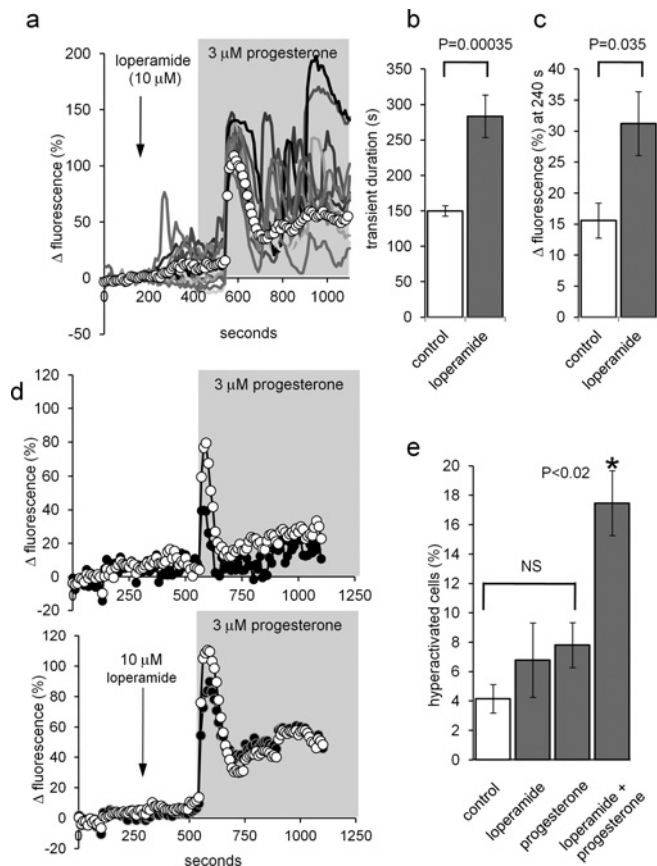 a
loperamide
(10 µM)
3 µM progesterone
200
150
100
50
0
-50
Δ fluorescence (%)
0
200
400
600
800
1000
seconds
b
P=0.00035
350
300
250
200
150
100
50
0
transient duration (s)
control
loperamide
c
P=0.035
40
35
30
25
20
15
10
5
0
Δ fluorescence (%) at 240 s
control
loperamide
d
3 µM progesterone
120
100
80
60
40
20
0
-20
Δ fluorescence (%)
0
250
500
750
1000
1250
3 µM progesterone
10 µM
loperamide
120
100
80
60
40
20
0
-20
Δ fluorescence (%)
0
250
500
750
1000
1250
seconds
e
P<0.02
*
NS
20
18
16
14
12
10
8
6
4
2
0
hyperactivated cells (%)
control
loperamide
progesterone
loperamide +
progesterone